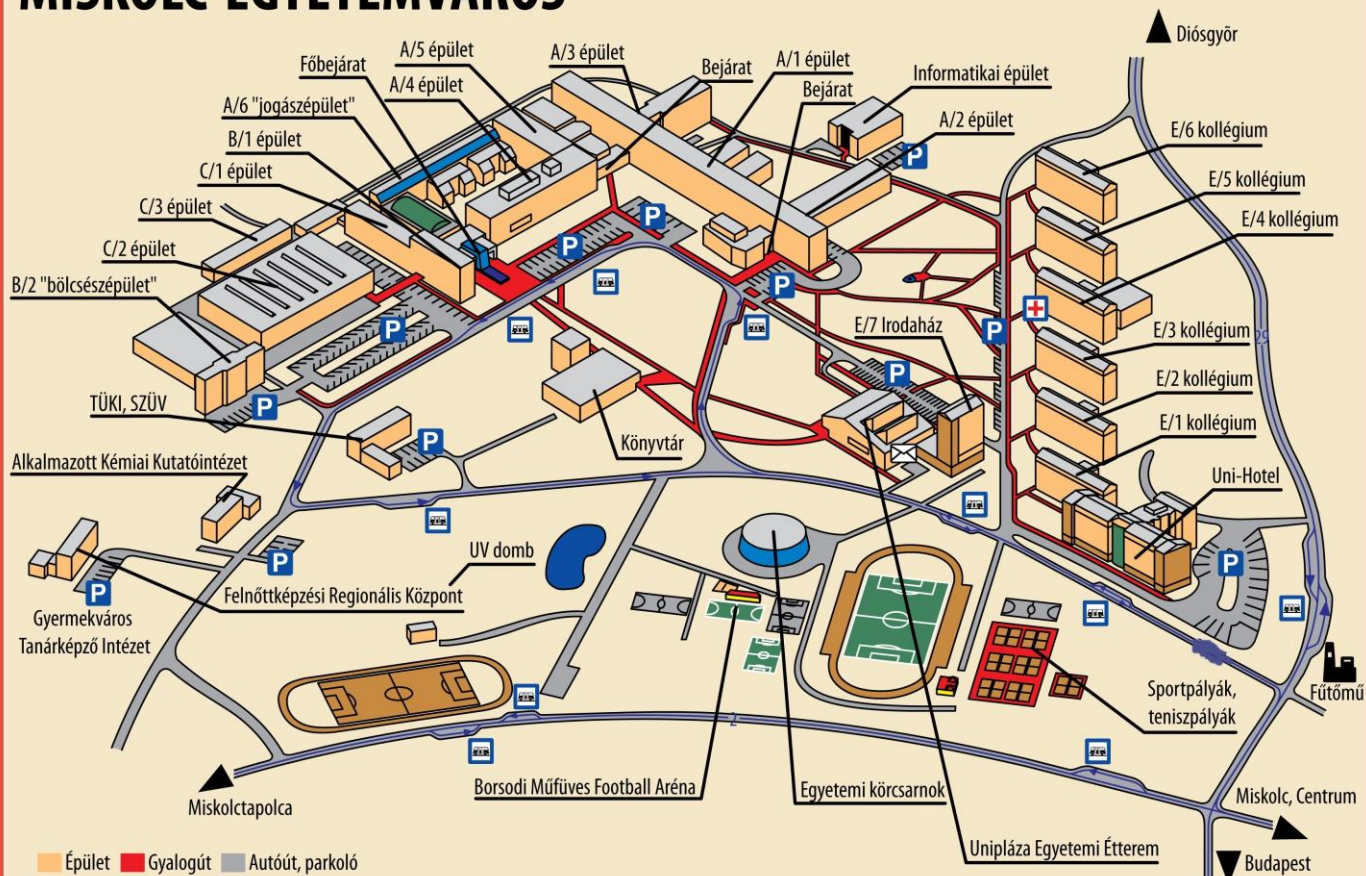 MISKOLC-EGYETEMVÁROS
Diósgyõr
A/5 épület
A/3 épület
Főbejárat
A/4 épület
Bejárat
A/1 épület
Bejárat
Informatikai épület
A/6 "jogászépület"
A/2 épület
B/1 épület
C/1 épület
C/3 épület
C/2 épület
B/2 "bölcsészépület"
E/6 kollégium
E/5 kollégium
E/4 kollégium
E/3 kollégium
E/2 kollégium
E/1 kollégium
E/7 Irodaház
Uni-Hotel
TÜKI, SZÜV
Könyvtár
Alkalmazott Kémiai Kutatóintézet
UV domb
Felnőttképzési Regionális Központ
Gyermekváros
Tanárképző Intézet
P
P
P
P
P
P
P
P
P
P
P
P
Sportpályák,
teniszpályák
Fűtőmű
Borsodi Műfüves Football Aréna
Egyetemi körcsarnok
Unipláza Egyetemi Étterem
Miskolctapolca
Miskolc, Centrum
Budapest
Épület
Gyalogút
Autóút, parkoló